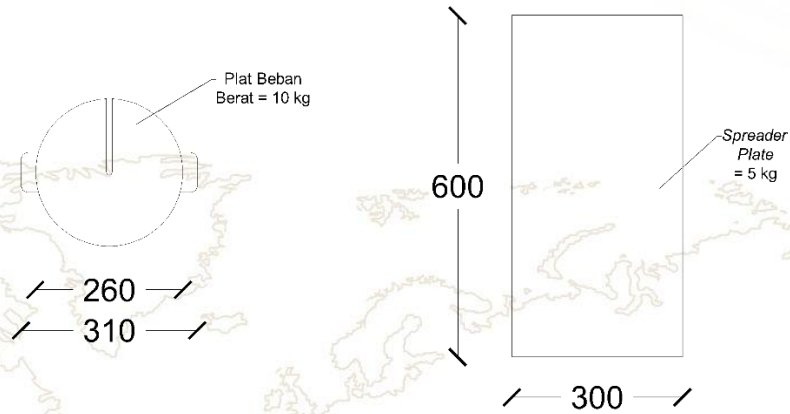 Plat Beban
Berat = 10 kg
260
310
600
Spreader
Plate
= 5 kg
300